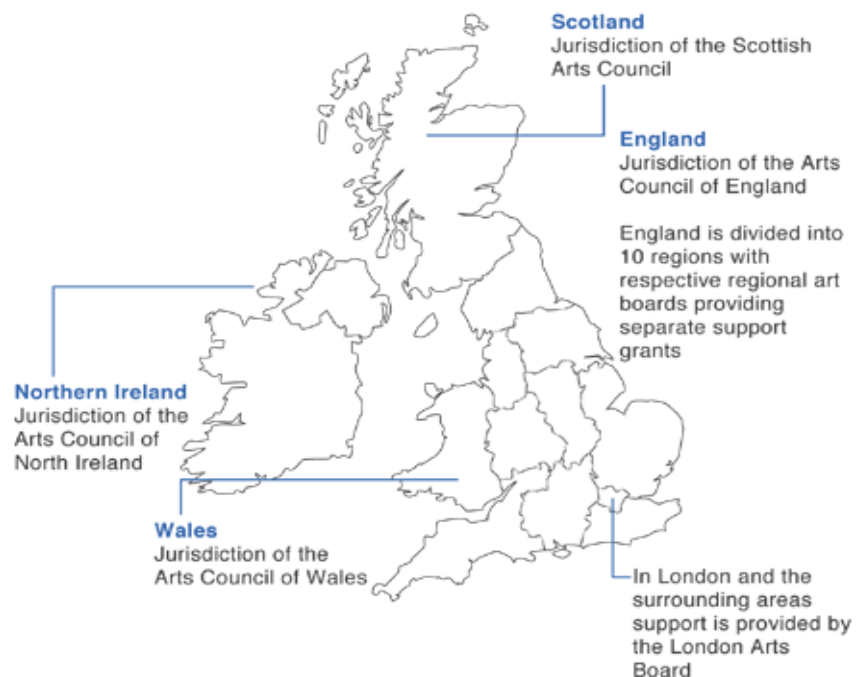 Scotland
Jurisdiction of the Scottish
Arts Council
England
Jurisdiction of the Arts
Council of England
England is divided into
10 regions with
respective regional art
boards providing
separate support
grants
Northern Ireland
Jurisdiction of the
Arts Council of
North Ireland
Wales
Jurisdiction of the
Arts Council of Wales
In London and the
surrounding areas
support is provided by
the London Arts
Board